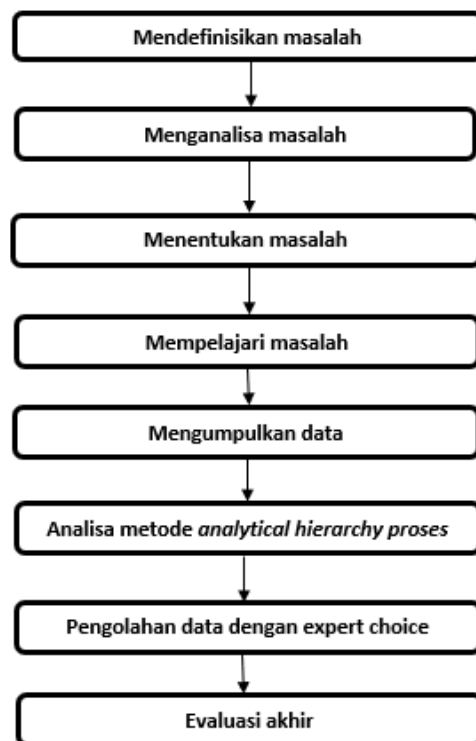 Mendefinisikan masalah
Menganalisa masalah
Menentukan masalah
Mempelajari masalah
Mengumpulkan data
Analisa metode analytical hierarchy proses
Pengolahan data dengan expert choice
Evaluasi akhir